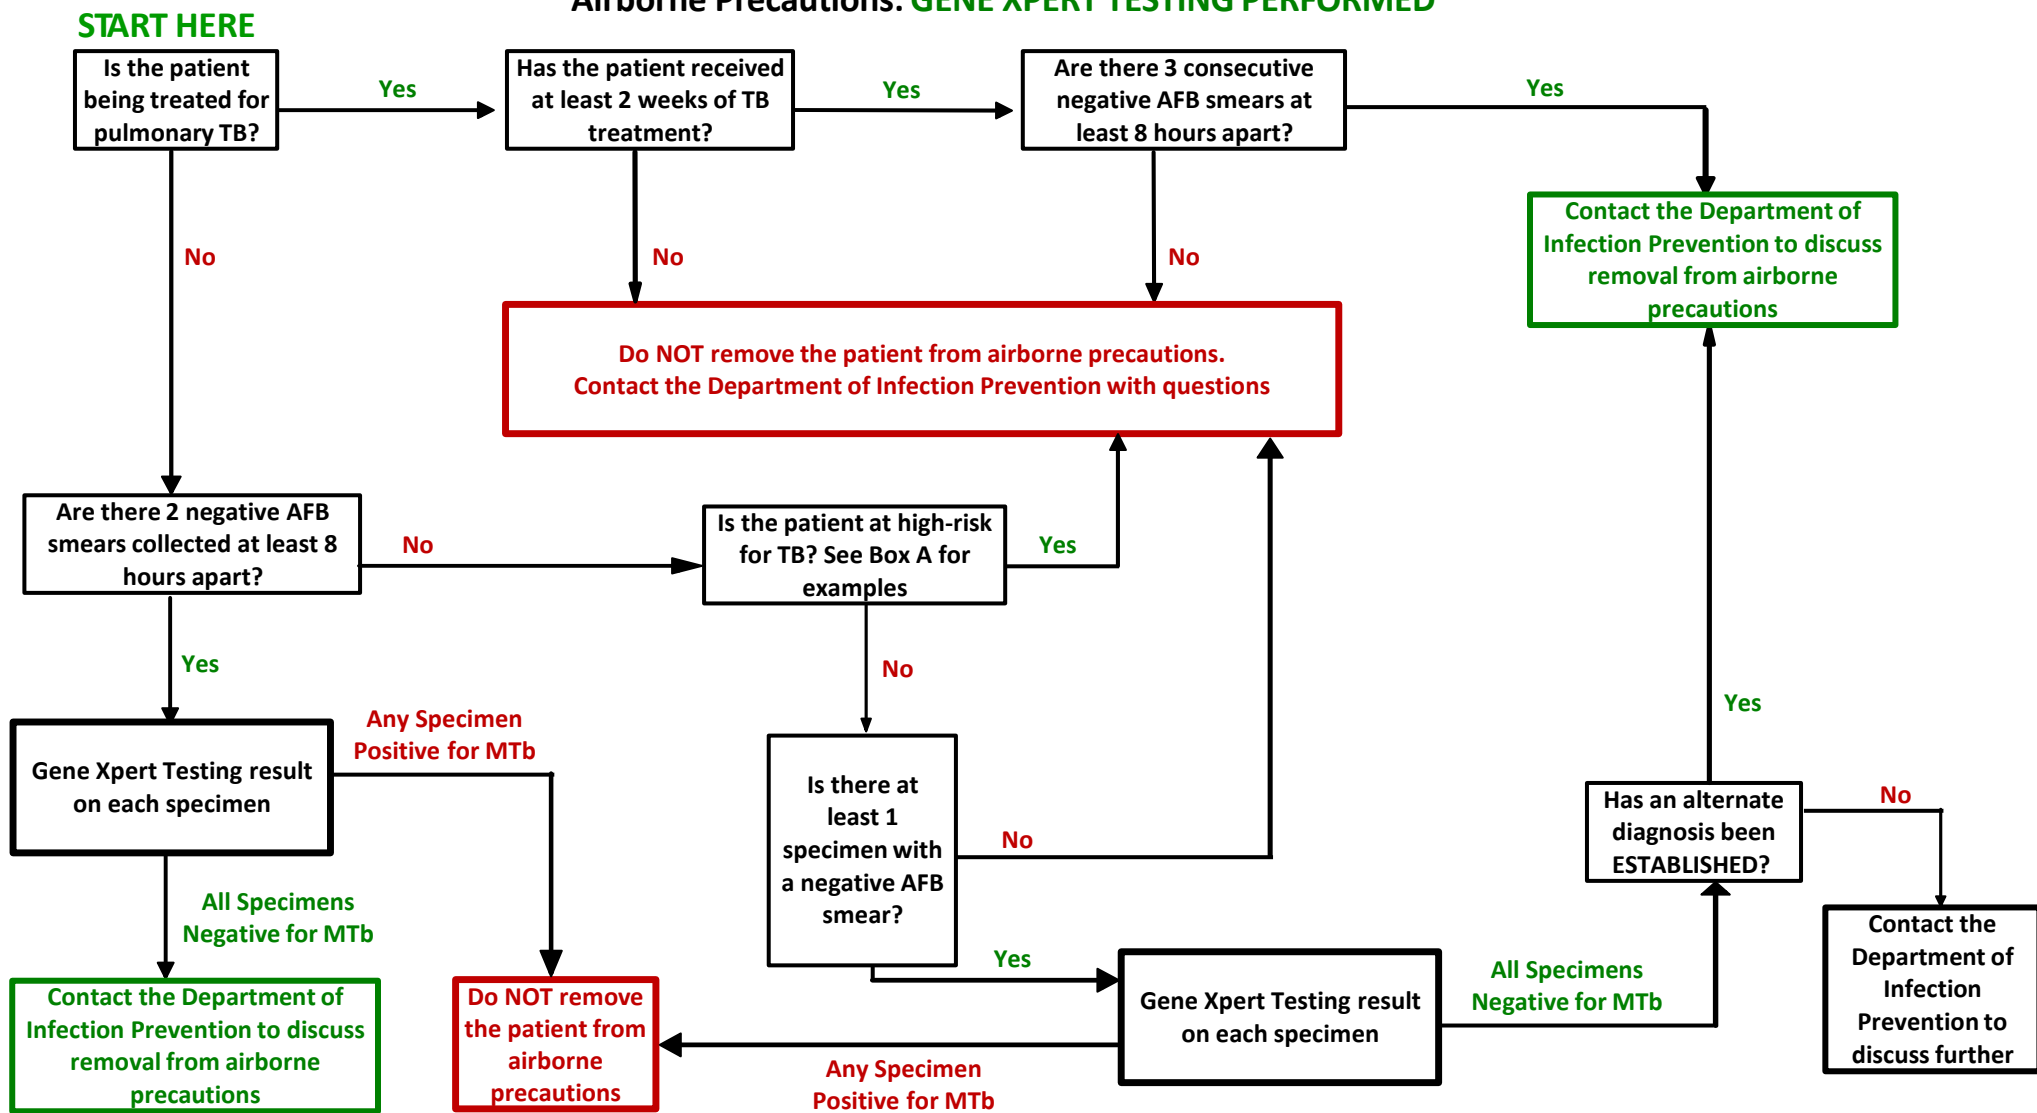 Airborne Precautions: GENE XPERT TESTING PERFORMED
START HERE
Is the patient
being treated for
pulmonary TB?
Yes
Has the patient received
at least 2 weeks of TB
treatment?
Yes
Are there 3 consecutive
negative AFB smears at
least 8 hours apart?
Yes
No
No
No
Contact the Department of
Infection Prevention to discuss
removal from airborne
precautions
Do NOT remove the patient from airborne precautions.
Contact the Department of Infection Prevention with questions
Are there 2 negative AFB
smears collected at least 8
hours apart?
No
Is the patient at high-risk
for TB? See Box A for
examples
Yes
Yes
No
Yes
Gene Xpert Testing result
on each specimen
Any Specimen
Positive for MTb
Is there at
least 1
specimen with
a negative AFB
smear?
No
Has an alternate
diagnosis been
ESTABLISHED?
No
All Specimens
Negative for MTb
Yes
Gene Xpert Testing result
on each specimen
All Specimens
Negative for MTb
Contact the
Department of
Infection
Prevention to
discuss further
Contact the Department of
Infection Prevention to discuss
removal from airborne
precautions
Do NOT remove
the patient from
airborne
precautions
Any Specimen
Positive for MTb